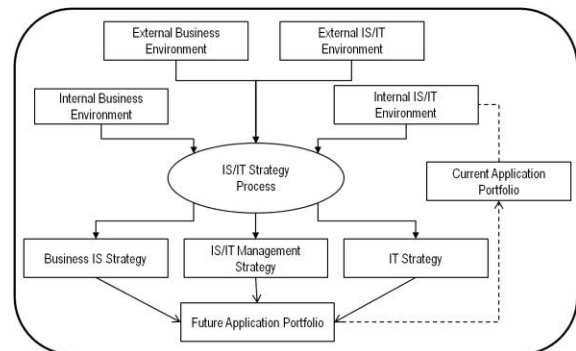 External Business
Environment
External IS/IT
Environment
Internal Business
Environment
Internal IS/IT
Environment
IS/IT Strategy
Process
Current Application
Portfolio
Business IS Strategy
IS/IT Management
Strategy
IT Strategy
Future Application Portfolio